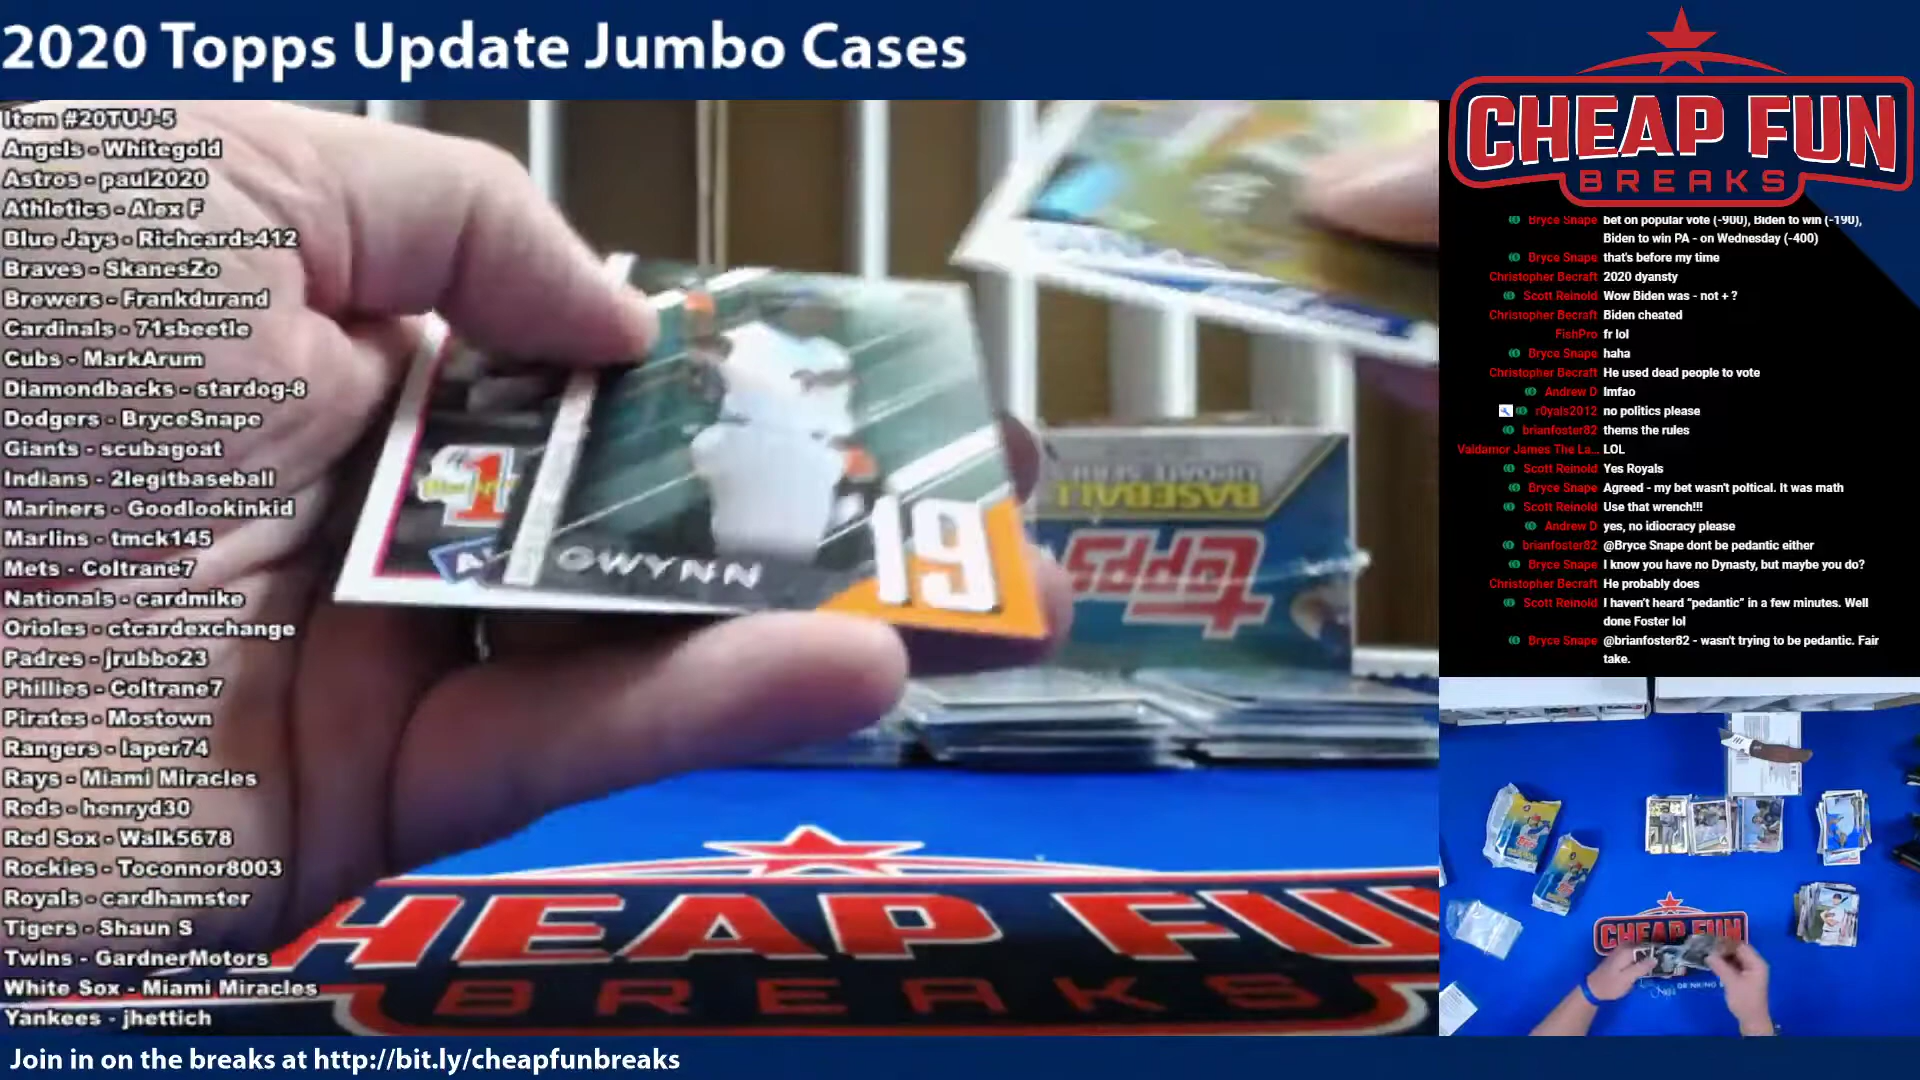 2020 Topps Update Jumbo Cases
CHEAP FUN
BREAKS
Item #20TUJ-5
Angels - Whitegold
Astros - paul2020
Athletics - Alex F
Blue Jays - Richcards412
Braves - SkanesZo
Brewers - Frankdurand
Cardinals - 71sbeetle
Cubs - MarkArum
Diamondbacks - stardog-8
Dodgers - BryceSnape
Giants - scubagoat
Indians - 2legitbaseball
Mariners - Goodlookinkid
Marlins - tmck145
Mets - Coltrane7
Nationals - cardmike
Orioles - ctcardexchange
Padres - jrubbo23
Phillies - Coltrane7
Pirates - Mostown
Rangers - laper74
Rays - Miami Miracles
Reds - henryd30
Red Sox - Walk5678
Rockies - Toconnor8003
Royals - cardhamster
Tigers - Shaun S
Twins - GardnerMotors
White Sox - Miami Miracles
Yankees - jhettich
1
GWYNN
19
BASEBALL
UPDATE SERIES
topps
HEAP FU
BREAKS
Bryce Snape bet on popular vote (-900), Biden to win (-190),
Biden to win PA - on Wednesday (-400)
Bryce Snape that's before my time
Christopher Becraft 2020 dyansty
Scott Reinold Wow Biden was - not + ?
Christopher Becraft Biden cheated
FishPro fr lol
Bryce Snape haha
Christopher Becraft He used dead people to vote
Andrew D lmfao
r0yals2012 no politics please
brianfoster82 thems the rules
Valdamor James The La... LOL
Scott Reinold Yes Royals
Bryce Snape Agreed - my bet wasn't poltical. It was math
Scott Reinold Use that wrench!!!
Andrew D yes, no idiocracy please
brianfoster82 @Bryce Snape dont be pedantic either
Bryce Snape I know you have no Dynasty, but maybe you do?
Christopher Becraft He probably does
Scott Reinold I haven't heard “pedantic” in a few minutes. Well
done Foster lol
Bryce Snape @brianfoster82 - wasn't trying to be pedantic. Fair
take.
CHEAP FUN
Join in on the breaks at http://bit.ly/cheapfunbreaks